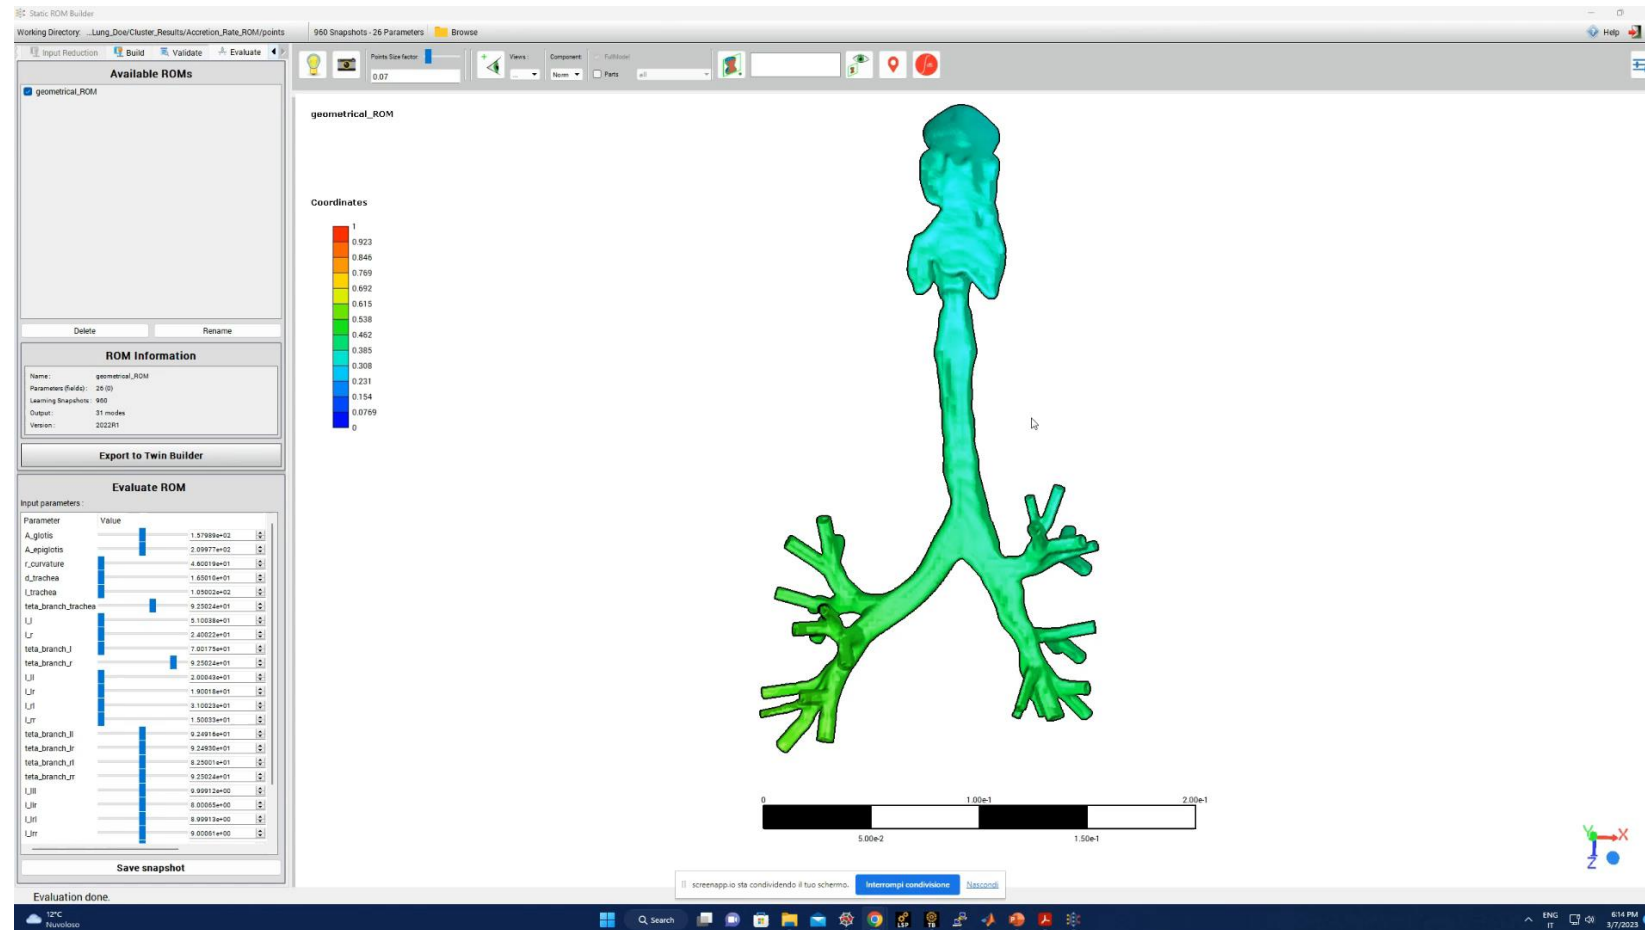 Static ROM Builder
Working Directory: ...Lung_Doe/Cluster_Results/Accretion_Rate_ROM/points 960 Snapshots - 26 Parameters Browse Help
Input Reduction Build Validate Evaluate
Points Size factor Views : Component: FullModel
0.07 ... Norm Parts all
Available ROMs
geometrical_ROM
geometrical_ROM
Coordinates
1
0.923
0.846
0.769
0.692
0.615
0.538
0.462
0.385
0.308
0.231
0.154
0.0769
0
Delete Rename
ROM Information
Name : geometrical_ROM
Parameters (fields) : 26 (0)
Learning Snapshots : 960
Output : 31 modes
Version : 2022R1
Export to Twin Builder
Evaluate ROM
Input parameters :
Parameter Value
A_glotis 1.57989e+02
A_epiglotis 2.09977e+02
r_curvature 4.60019e+01
d_trachea 1.65010e+01
l_trachea 1.05002e+02
teta_branch_trachea 9.25024e+01
l_l 5.10038e+01
l_r 2.40022e+01
teta_branch_l 7.00175e+01
teta_branch_r 9.25024e+01
l_ll 2.00043e+01
l_lr 1.90018e+01
l_rl 3.10023e+01
l_rr 1.50033e+01
teta_branch_ll 9.24916e+01
teta_branch_lr 9.24930e+01
teta_branch_rl 8.25001e+01
teta_branch_rr 9.25024e+01
l_lll 9.99912e+00
l_llr 8.00065e+00
l_lrl 8.99913e+00
l_lrr 9.00061e+00
Save snapshot
Evaluation done.
0 1.00e-1 2.00e-1
5.00e-2 1.50e-1
Y X
Z
screenapp.io sta condividendo il tuo schermo. Interrompi condivisione Nascondi
12°C
Nuvoloso
Search
LSP TB
ENG
IT
6:14 PM
3/7/2023